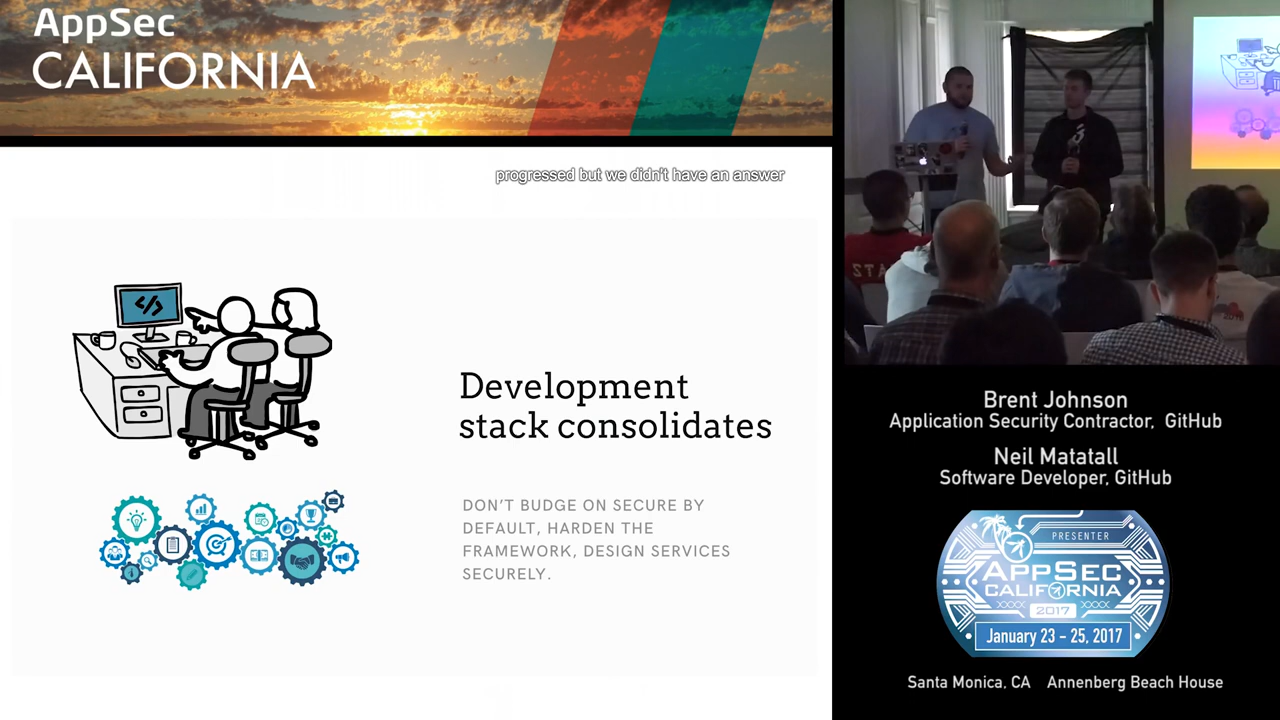 AppSec
CALIFORNIA
progressed but we didn't have an answer
</>
Development
stack consolidates
DON'T BUDGE ON SECURE BY
DEFAULT, HARDEN THE
FRAMEWORK, DESIGN SERVICES
SECURELY.
STA
Brent Johnson
Application Security Contractor, GitHub
Neil Matatall
Software Developer, GitHub
PRESENTER
APPSEC
CALIFORNIA
2017
January 23 - 25, 2017
Santa Monica, CA Annenberg Beach House